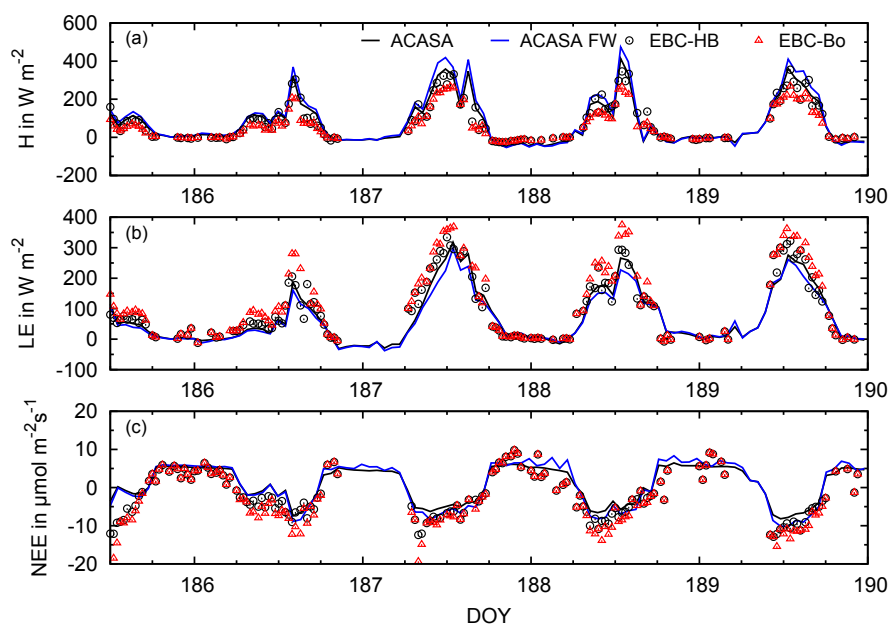 (a) ACASA ACASA FW EBC-HB EBC-Bo
H in W m-2
600
400
200
0
-200
186 187 188 189 190
(b)
LE in W m-2
400
300
200
100
0
-100
186 187 188 189 190
(c)
NEE in μmol m-2s-1
20
10
0
-10
-20
186 187 188 189 190
DOY